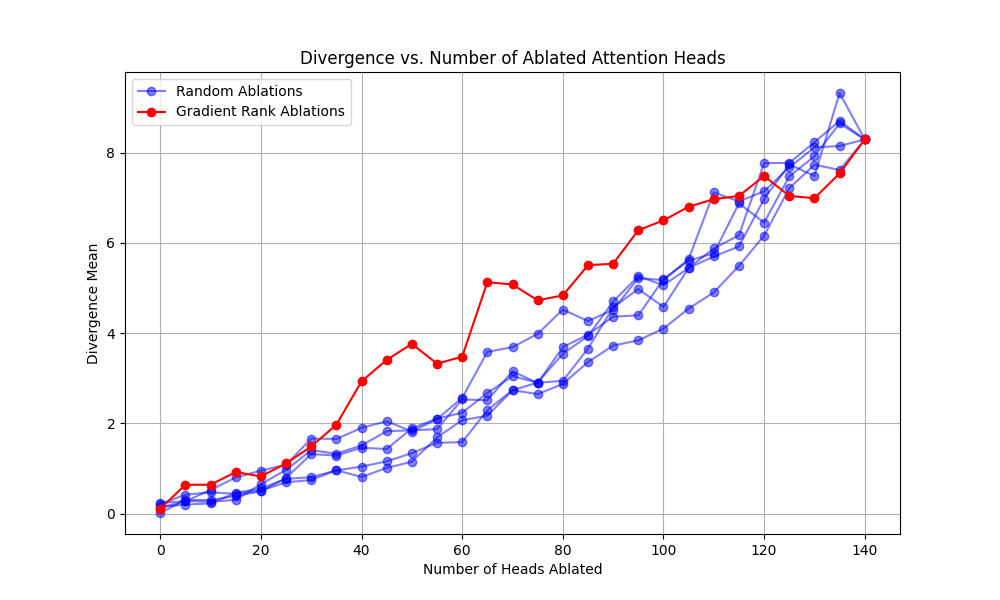 Divergence vs. Number of Ablated Attention Heads
Random Ablations
Gradient Rank Ablations
Divergence Mean
8
6
4
2
0
0 20 40 60 80 100 120 140
Number of Heads Ablated